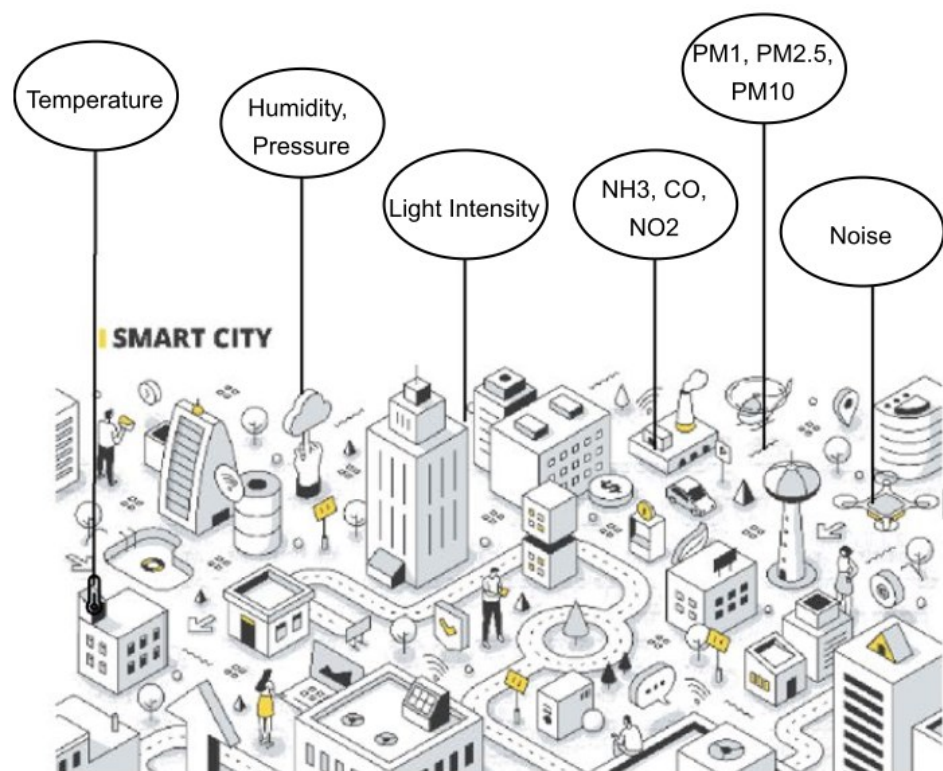 Temperature
Humidity,
Pressure
Light Intensity
NH3, CO,
NO2
PM1, PM2.5,
PM10
Noise
SMART CITY